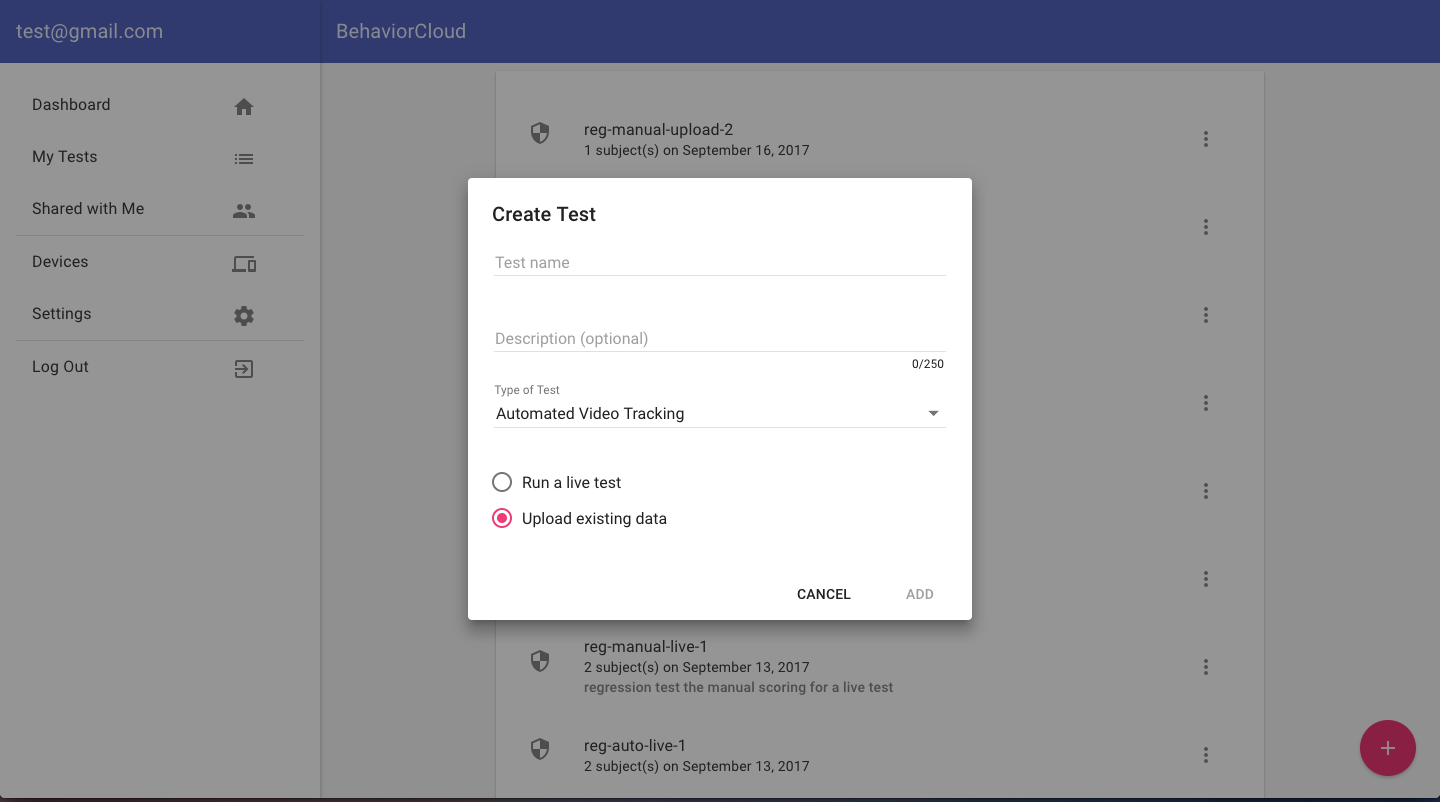 test@gmail.com
BehaviorCloud
Dashboard
My Tests
Shared with Me
Devices
Settings
Log Out
reg-manual-upload-2
1 subject(s) on September 16, 2017
Create Test
Test name
Description (optional)
0/250
Type of Test
Automated Video Tracking
Run a live test
Upload existing data
CANCEL
ADD
reg-manual-live-1
2 subject(s) on September 13, 2017
regression test the manual scoring for a live test
reg-auto-live-1
2 subject(s) on September 13, 2017